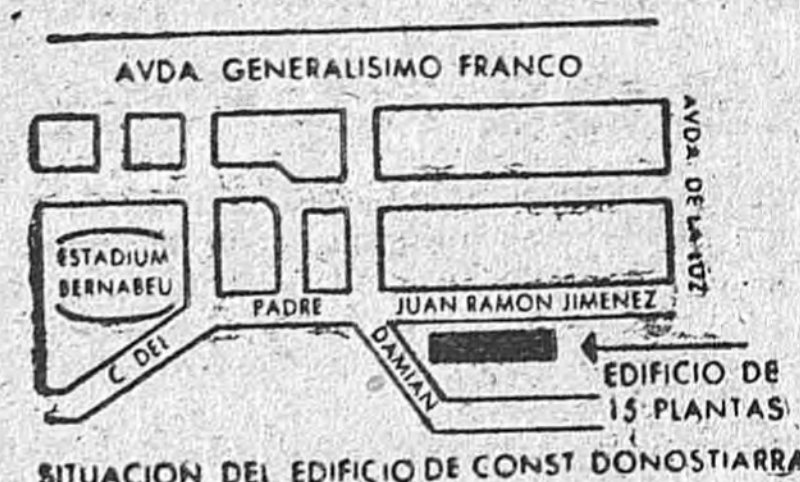 AVDA GENERALISIMO FRANCO
AVDA DE LA PAZ
ESTADIUM
BERNABEU
PADRE
JUAN RAMON JIMENEZ
C DEL
DAMIAN
EDIFICIO DE
15 PLANTAS
SITUACION DEL EDIFICIO DE CONST DONOSTIARRA